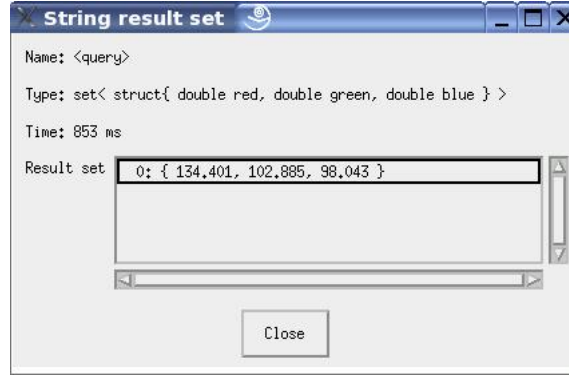 String result set
Name: <query>
Type: set< struct{ double red, double green, double blue } >
Time: 853 ms
Result set
0: { 134.401, 102.885, 98.043 }
Close